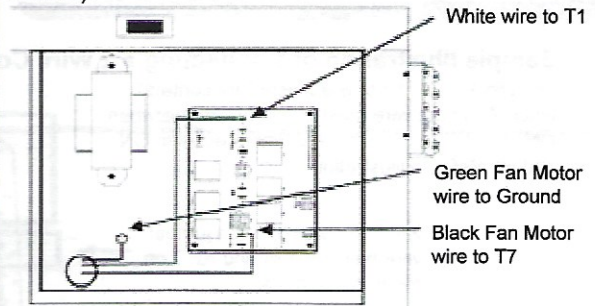 White wire to T1
Green Fan Motor
wire to Ground
Black Fan Motor
wire to T7